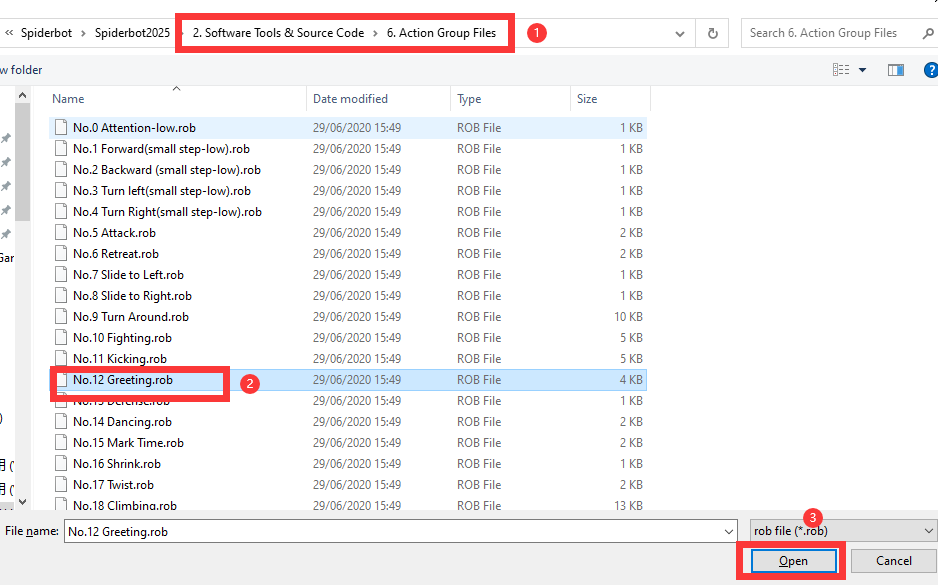 « Spiderbot > Spiderbot2025 > 2. Software Tools & Source Code > 6. Action Group Files 1 Search 6. Action Group Files
w folder
Name Date modified Type Size
No.0 Attention-low.rob 29/06/2020 15:49 ROB File 1 KB
No.1 Forward(small step-low).rob 29/06/2020 15:49 ROB File 1 KB
No.2 Backward (small step-low).rob 29/06/2020 15:49 ROB File 1 KB
No.3 Turn left(small step-low).rob 29/06/2020 15:49 ROB File 1 KB
No.4 Turn Right(small step-low).rob 29/06/2020 15:49 ROB File 1 KB
No.5 Attack.rob 29/06/2020 15:49 ROB File 2 KB
No.6 Retreat.rob 29/06/2020 15:49 ROB File 2 KB
Gar
No.7 Slide to Left.rob 29/06/2020 15:49 ROB File 1 KB
No.8 Slide to Right.rob 29/06/2020 15:49 ROB File 1 KB
No.9 Turn Around.rob 29/06/2020 15:49 ROB File 10 KB
No.10 Fighting.rob 29/06/2020 15:49 ROB File 5 KB
No.11 Kicking.rob 29/06/2020 15:49 ROB File 5 KB
No.12 Greeting.rob 2 29/06/2020 15:49 ROB File 4 KB
No.13 Defense.rob 29/06/2020 15:49 ROB File 1 KB
No.14 Dancing.rob 29/06/2020 15:49 ROB File 2 KB
No.15 Mark Time.rob 29/06/2020 15:49 ROB File 2 KB
No.16 Shrink.rob 29/06/2020 15:49 ROB File 1 KB
No.17 Twist.rob 29/06/2020 15:49 ROB File 2 KB
No.18 Climbing.rob 29/06/2020 15:49 ROB File 13 KB
File name: No.12 Greeting.rob 3 rob file (*.rob)
Open Cancel